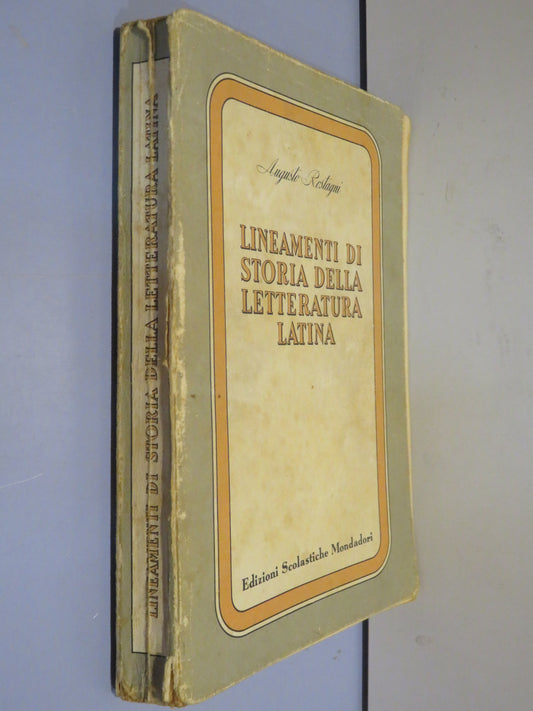 Augusto Rostagni
LINEAMENTI DI
STORIA DELLA
LETTERATURA
LATINA
Edizioni Scolastiche Mondadori
LINEAMENTI DI STORIA DELLA LETTERATURA LATINA